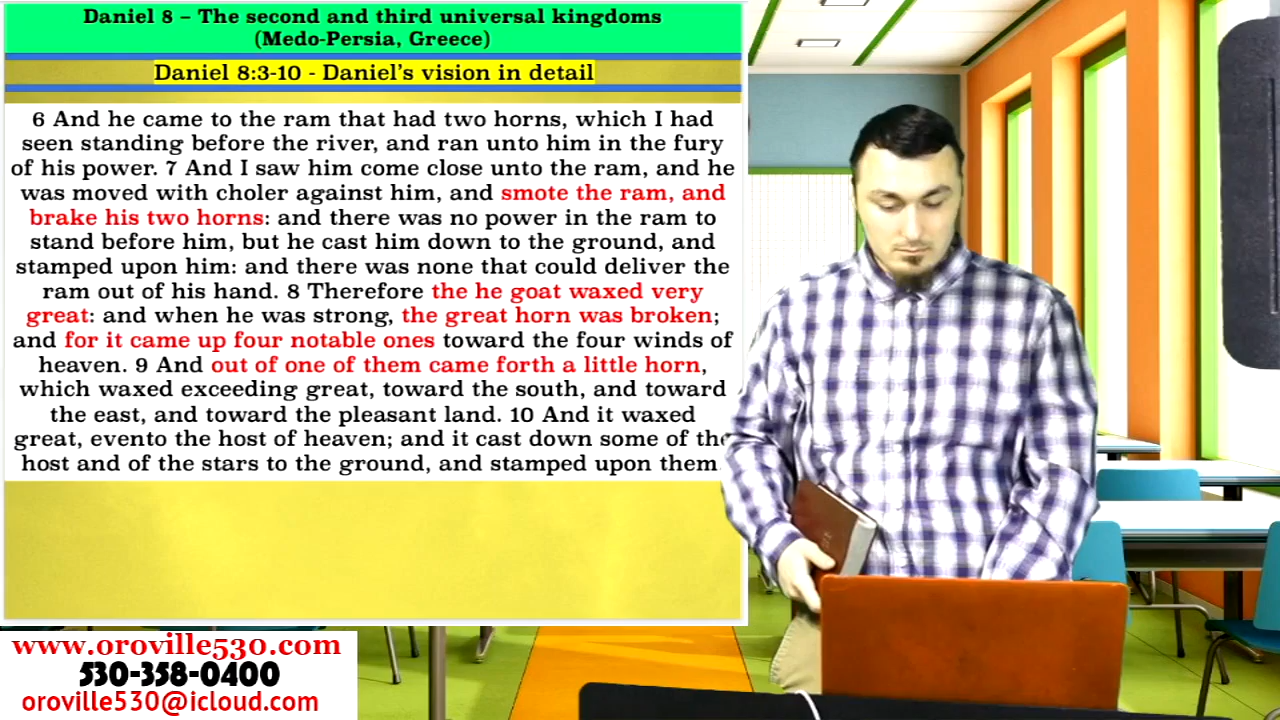 Daniel 8 – The second and third universal kingdoms
(Medo-Persia, Greece)
Daniel 8:3-10 - Daniel's vision in detail
6 And he came to the ram that had two horns, which I had
seen standing before the river, and ran unto him in the fury
of his power. 7 And I saw him come close unto the ram, and he
was moved with choler against him, and smote the ram, and
brake his two horns: and there was no power in the ram to
stand before him, but he cast him down to the ground, and
stamped upon him: and there was none that could deliver the
ram out of his hand. 8 Therefore the he goat waxed very
great: and when he was strong, the great horn was broken;
and for it came up four notable ones toward the four winds of
heaven. 9 And out of one of them came forth a little horn,
which waxed exceeding great, toward the south, and toward
the east, and toward the pleasant land. 10 And it waxed
great, evento the host of heaven; and it cast down some of the
host and of the stars to the ground, and stamped upon them.
www.oroville530.com
530-358-0400
oroville530@icloud.com